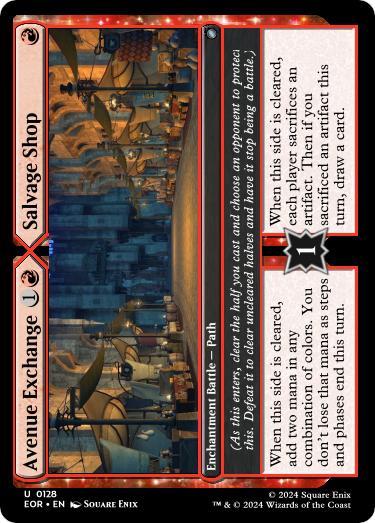 Avenue Exchange 1
Salvage Shop
Enchantment Battle — Path
(As this enters, clear the half you cast and choose an opponent to protect
this. Defeat it to clear uncleared halves and have it stop being a battle.)
When this side is cleared,
add two mana in any
combination of colors. You
don't lose that mana as steps
and phases end this turn.
1
When this side is cleared,
each player sacrifices an
artifact. Then if you
sacrificed an artifact this
turn, draw a card.
U 0128
EOR • EN SQUARE ENIX
© 2024 Square Enix
™ & © 2024 Wizards of the Coast